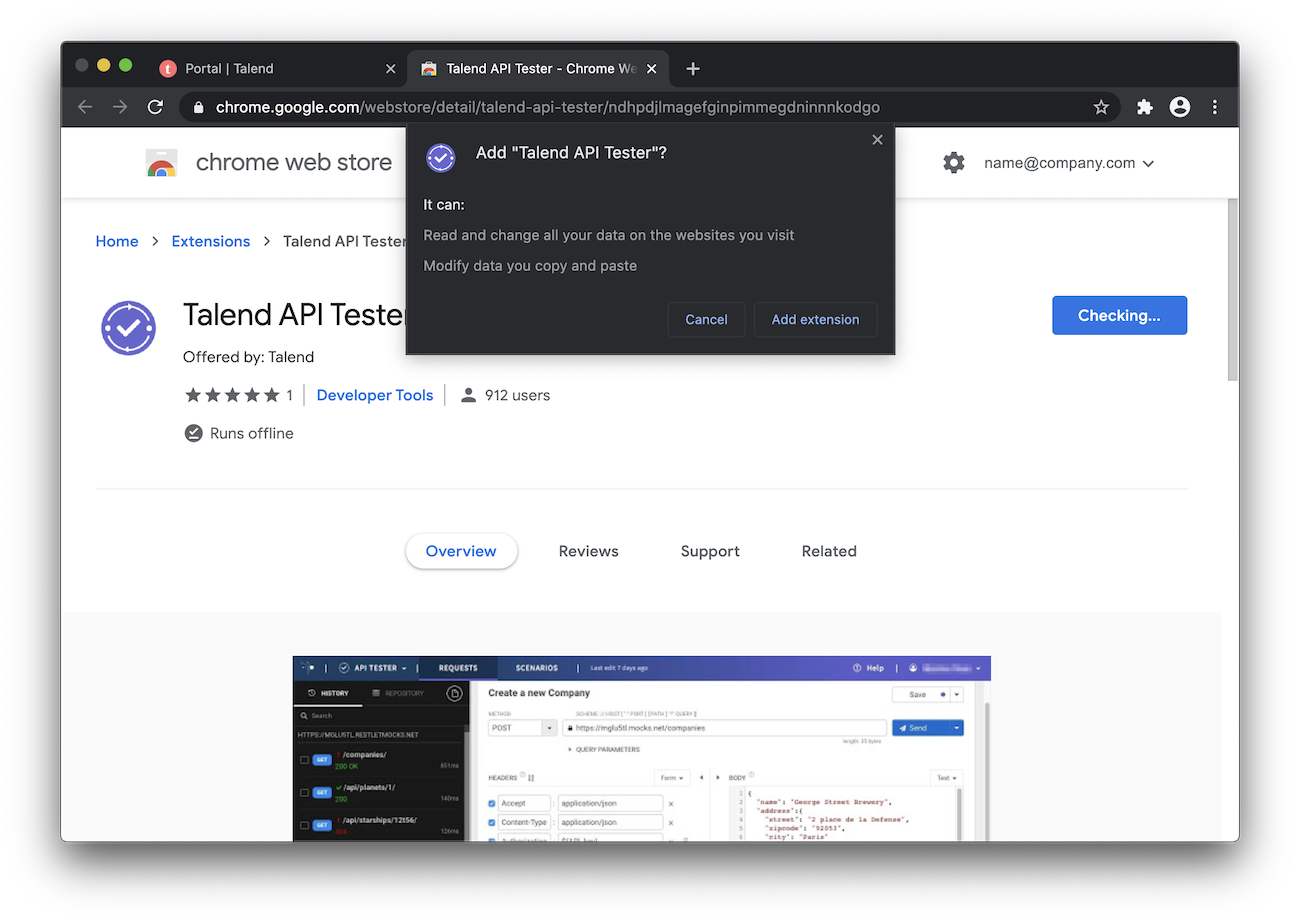 Portal | Talend
Talend API Tester - Chrome We
chrome.google.com/webstore/detail/talend-api-tester/ndhpdjlmagefginpimmegdninnnkodgo
chrome web store
name@company.com
Add "Talend API Tester"?
It can:
Read and change all your data on the websites you visit
Modify data you copy and paste
Cancel
Add extension
Home > Extensions > Talend API Tester
Talend API Tester
Checking...
Offered by: Talend
1 Developer Tools 912 users
Runs offline
Overview Reviews Support Related
API TESTER REQUESTS SCENARIOS Last edit 7 days ago Help
HISTORY REPOSITORY
Create a new Company
Save
Search
METHOD SCHEME :// HOST [ ":" PORT ] [ PATH [ "?" QUERY ]]
POST https://mglu5tl.mocks.net/companies Send
length: 35 bytes
QUERY PARAMETERS
HTTPS://MGLU5TL.RESTLETMOCKS.NET
GET /companies/
200 OK 851ms
GET /api/planets/1/
200 140ms
GET /api/starships/12t56/
404 126ms
HEADERS Form BODY Text
Accept : application/json
Content-Type : application/json
1 {
2 "name": "George Street Brewery",
3 "address":{
4 "street": "2 place de la Defense",
5 "zipcode": "92053",
6 "city": "Paris"